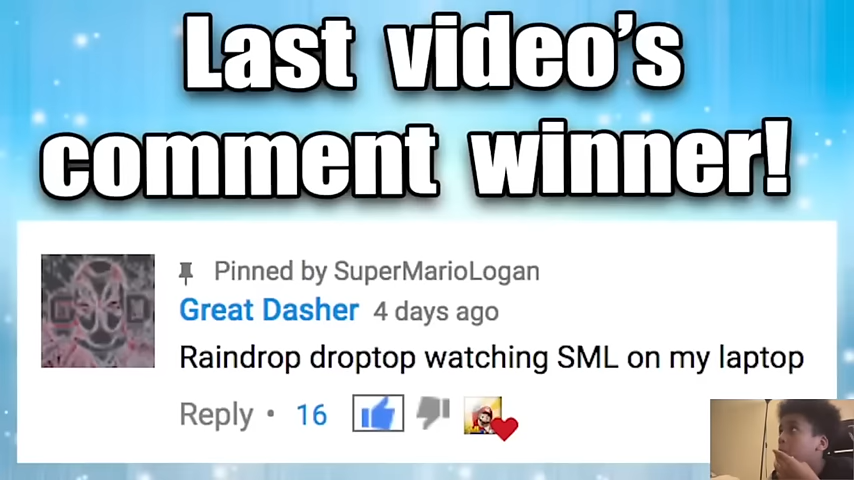 Last video's
comment winner!
Pinned by SuperMarioLogan
Great Dasher 4 days ago
Raindrop droptop watching SML on my laptop
Reply • 16